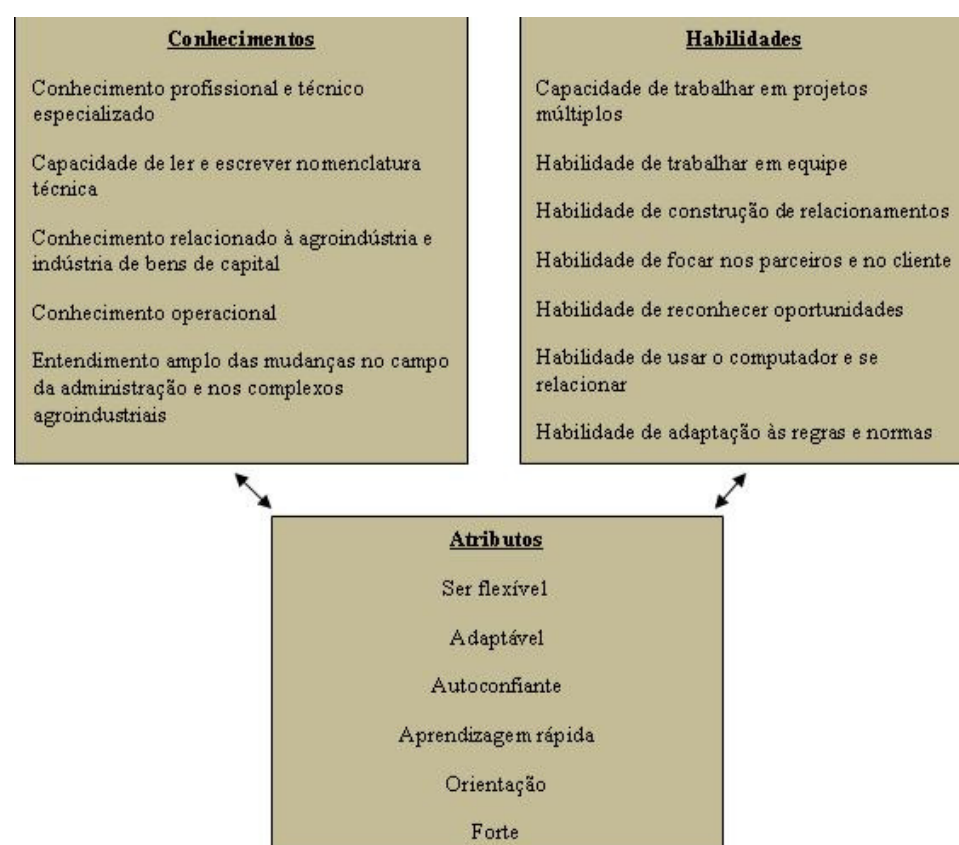 Conhecimentos
Conhecimento profissional e técnico
especializado
Capacidade de ler e escrever nomenclatura
técnica
Conhecimento relacionado à agroindústria e
indústria de bens de capital
Conhecimento operacional
Entendimento amplo das mudanças no campo
da administração e nos complexos
agroindustriais
Habilidades
Capacidade de trabalhar em projetos
múltiplos
Habilidade de trabalhar em equipe
Habilidade de construção de relacionamentos
Habilidade de focar nos parceiros e no cliente
Habilidade de reconhecer oportunidades
Habilidade de usar o computador e se
relacionar
Habilidade de adaptação às regras e normas
Atributos
Ser flexível
Adaptável
Autoconfiante
Aprendizagem rápida
Orientação
Forte